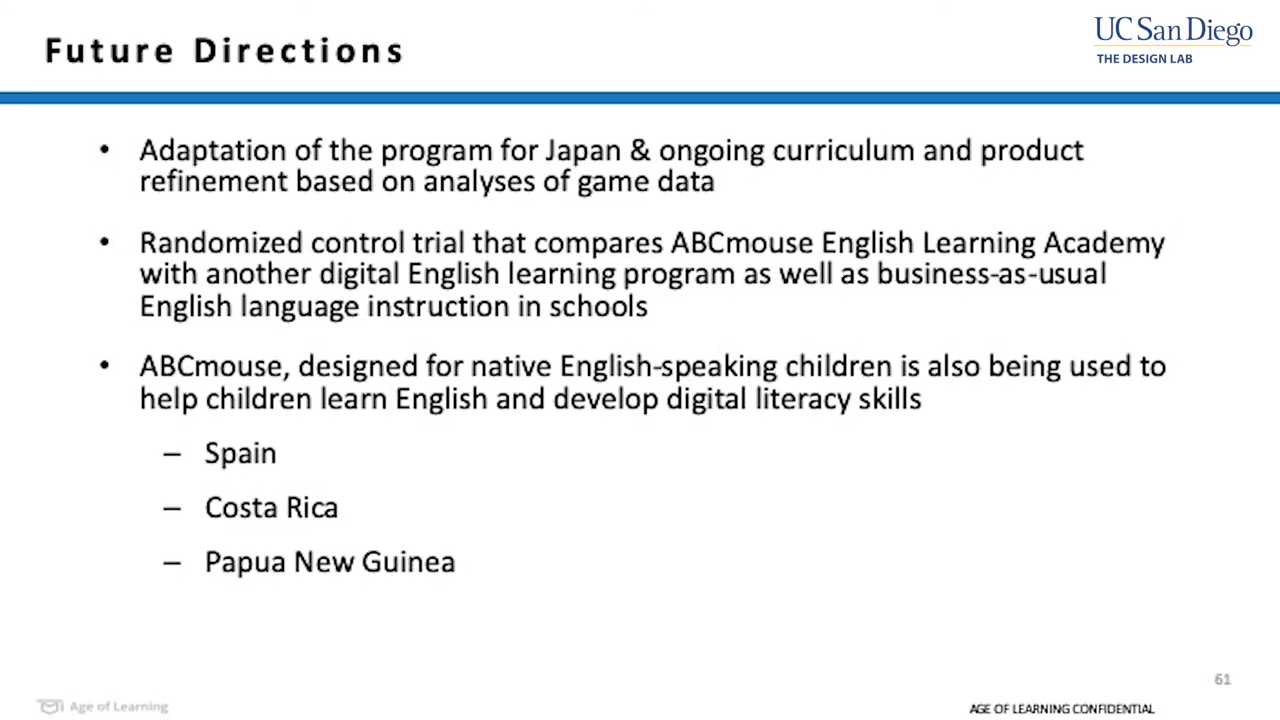 Future Directions
UC San Diego
THE DESIGN LAB
• Adaptation of the program for Japan & ongoing curriculum and product
refinement based on analyses of game data
• Randomized control trial that compares ABCmouse English Learning Academy
with another digital English learning program as well as business-as-usual
English language instruction in schools
• ABCmouse, designed for native English-speaking children is also being used to
help children learn English and develop digital literacy skills
– Spain
– Costa Rica
– Papua New Guinea
61
Age of Learning
AGE OF LEARNING CONFIDENTIAL